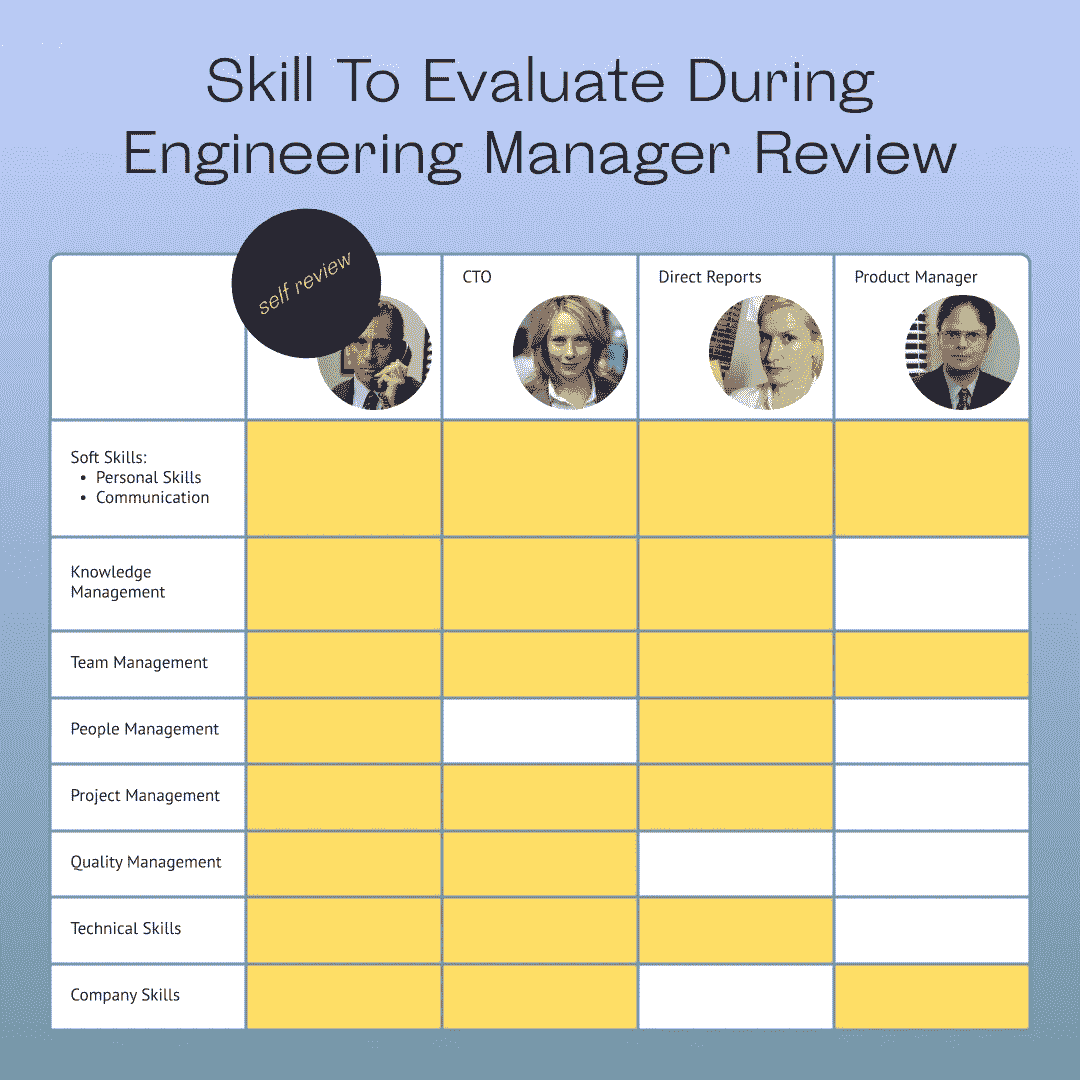 Skill To Evaluate During
Engineering Manager Review
self review
CTO
Direct Reports
Product Manager
Soft Skills:
• Personal Skills
• Communication
Knowledge
Management
Team Management
People Management
Project Management
Quality Management
Technical Skills
Company Skills